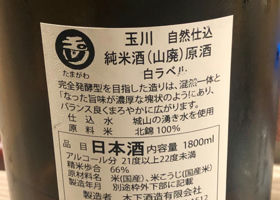 玉川 自然仕込
純米酒(山廃)原酒
白ラベル
たまがわ
完全発酵型を目指した造りは、混然一体と
なった旨味が濃厚な塊状のようにあり、
バランス良くまろやかに広がります。
仕込水 城山の湧き水を使用
原料米 北錦100%
品目 日本酒 内容量 1800ml
アルコール分 21度以上22度未満
精米歩合 66%
原材料名 米(国産)、米こうじ(国産米)
製造年月 別途枠外下部に記載
製造者 木下酒造有限会社